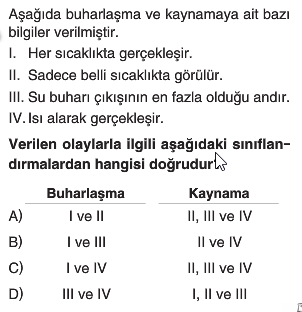 Aşağıda buharlaşma ve kaynamaya ait bazı
bilgiler verilmiştir.
I. Her sıcaklıkta gerçekleşir.
II. Sadece belli sıcaklıkta görülür.
III. Su buharı çıkışının en fazla olduğu andır.
IV. Isı alarak gerçekleşir.
Verilen olaylarla ilgili aşağıdaki sınıflan-
dırmalardan hangisi doğrudur?
Buharlaşma Kaynama
A) I ve II II, III ve IV
B) I ve III II ve IV
C) I ve IV II, III ve IV
D) III ve IV I, II ve III